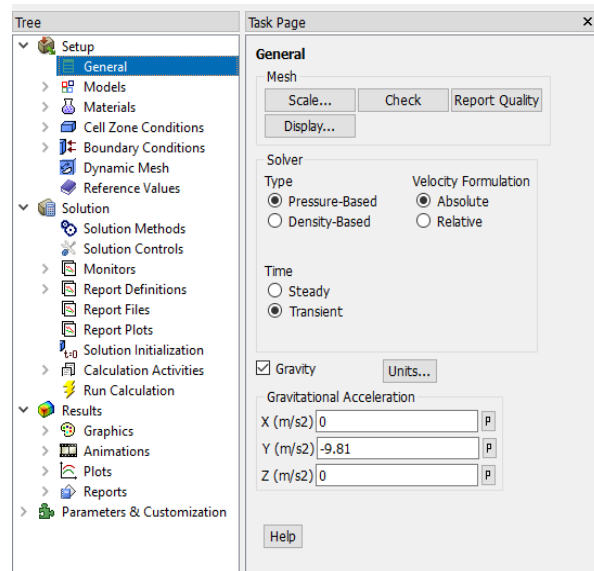 Tree
Setup
General
Models
Materials
Cell Zone Conditions
Boundary Conditions
Dynamic Mesh
Reference Values
Solution
Solution Methods
Solution Controls
Monitors
Report Definitions
Report Files
Report Plots
t=0 Solution Initialization
Calculation Activities
Run Calculation
Results
Graphics
Animations
Plots
Reports
Parameters & Customization
Task Page
General
Mesh
Scale... Check Report Quality
Display...
Solver
Type Velocity Formulation
Pressure-Based Absolute
Density-Based Relative
Time
Steady
Transient
Gravity Units...
Gravitational Acceleration
X (m/s2) 0 P
Y (m/s2) -9.81 P
Z (m/s2) 0 P
Help